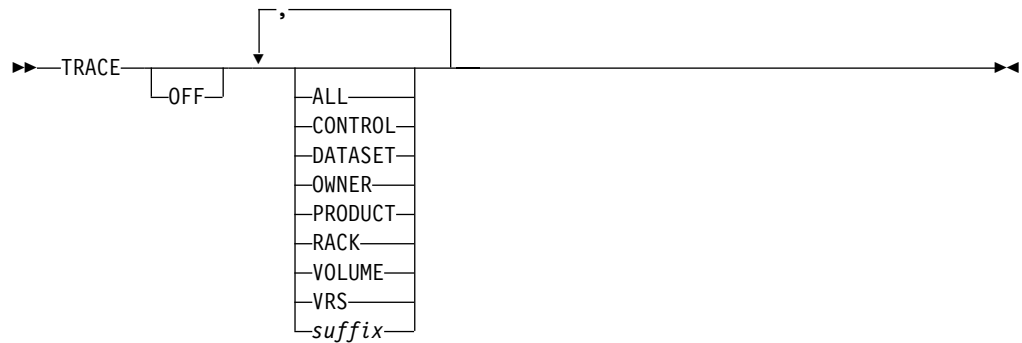 ,
TRACE
OFF
ALL
CONTROL
DATASET
OWNER
PRODUCT
RACK
VOLUME
VRS
suffix